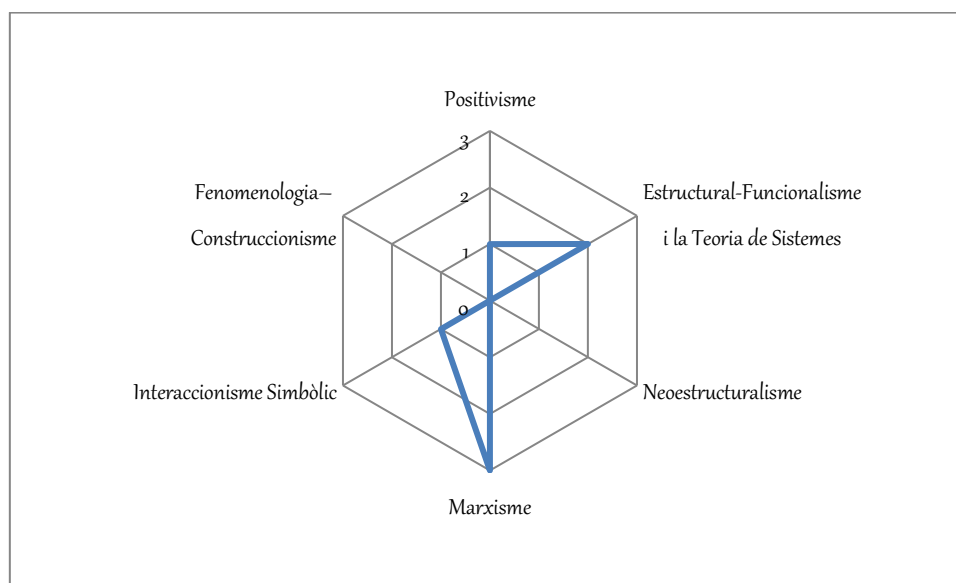 Positivisme
3
Fenomenologia–
Construccionisme
2
Estructural-Funcionalisme
i la Teoria de Sistemes
1
0
Interaccionisme Simbòlic
Neoestructuralisme
Marxisme